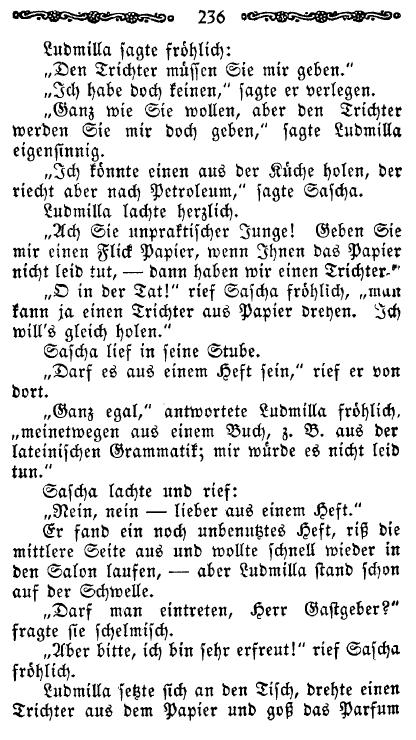 236
Ludmilla sagte fröhlich:
„Den Trichter müssen Sie mir geben.“
„Ich habe doch keinen,“ sagte er verlegen.
„Ganz wie Sie wollen, aber den Trichter
werden Sie mir doch geben,“ sagte Ludmilla
eigensinnig.
„Ich könnte einen aus der Küche holen, der
riecht aber nach Petroleum,“ sagte Sascha.
Ludmilla lachte herzlich.
„Ach Sie unpraktischer Junge! Geben Sie
mir einen Flick Papier, wenn Ihnen das Papier
nicht leid tut, — dann haben wir einen Trichter.“
„O in der Tat!“ rief Sascha fröhlich, „man
kann ja einen Trichter aus Papier drehen. Ich
will's gleich holen.“
Sascha lief in seine Stube.
„Darf es aus einem Heft sein,“ rief er von
dort.
„Ganz egal,“ antwortete Ludmilla fröhlich,
„meinetwegen aus einem Buch, z. B. aus der
lateinischen Grammatik; mir würde es nicht leid
tun.“
Sascha lachte und rief:
„Nein, nein — lieber aus einem Heft.“
Er fand ein noch unbenutztes Heft, riß die
mittlere Seite aus und wollte schnell wieder in
den Salon laufen, — aber Ludmilla stand schon
auf der Schwelle.
„Darf man eintreten, Herr Gastgeber?“
fragte sie schelmisch.
„Aber bitte, ich bin sehr erfreut!“ rief Sascha
fröhlich.
Ludmilla setzte sich an den Tisch, drehte einen
Trichter aus dem Papier und goß das Parfum